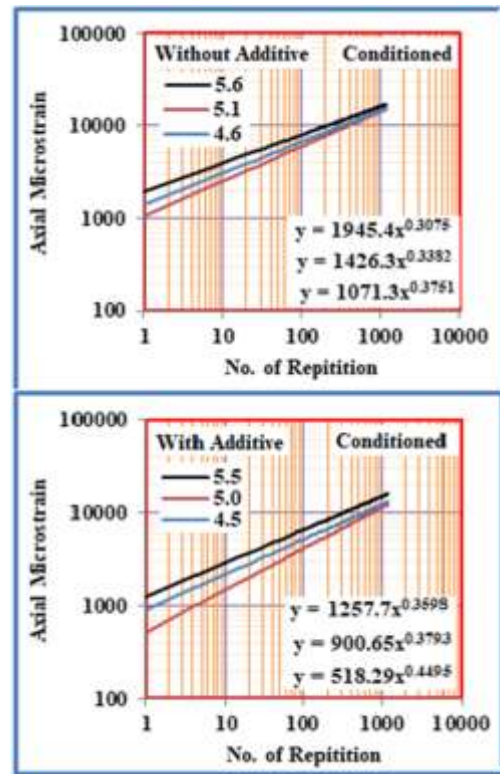 100000
Without Additive Conditioned
5.6
5.1
4.6
10000
1000
100
Axial Microstrain
y = 1945.4x^0.3075
y = 1426.3x^0.3382
y = 1071.3x^0.3751
1 10 100 1000 10000
No. of Repitition
100000
With Additive Conditioned
5.5
5.0
4.5
10000
1000
100
Axial Microstrain
y = 1257.7x^0.3598
y = 900.65x^0.3793
y = 518.29x^0.4495
1 10 100 1000 10000
No. of Repitition